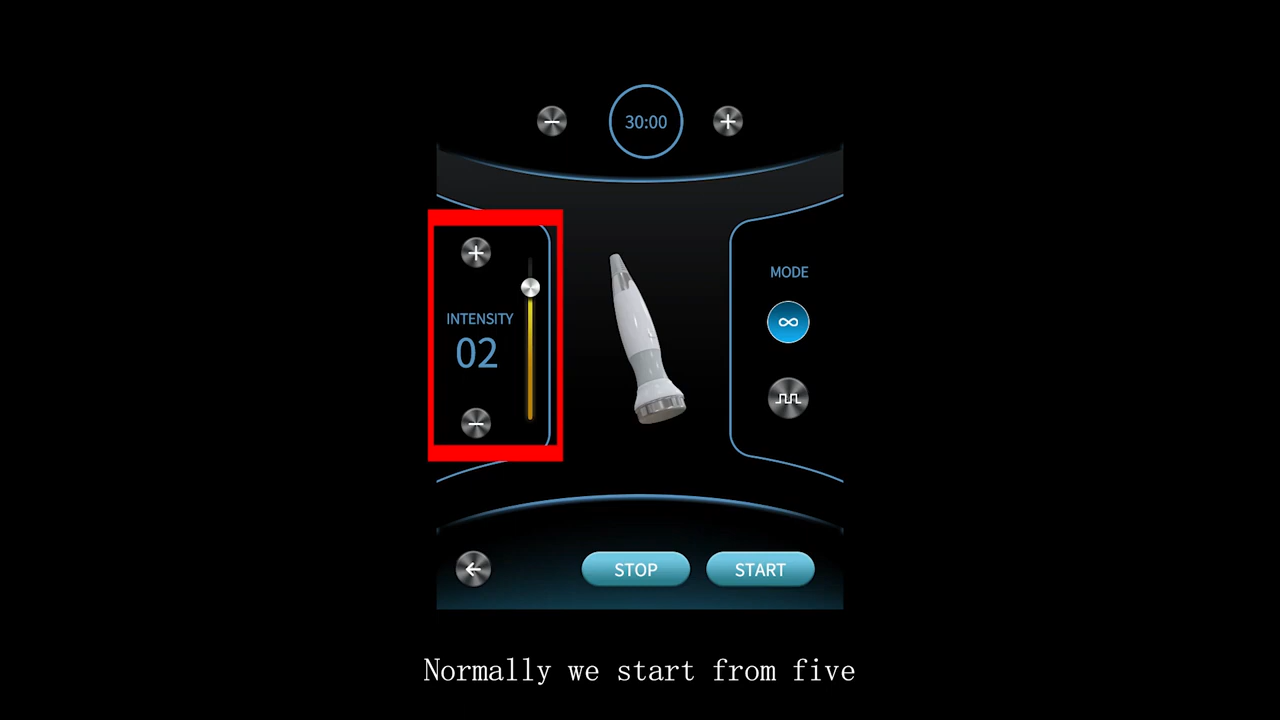 30:00
MODE
INTENSITY
02
STOP
START
Normally we start from five